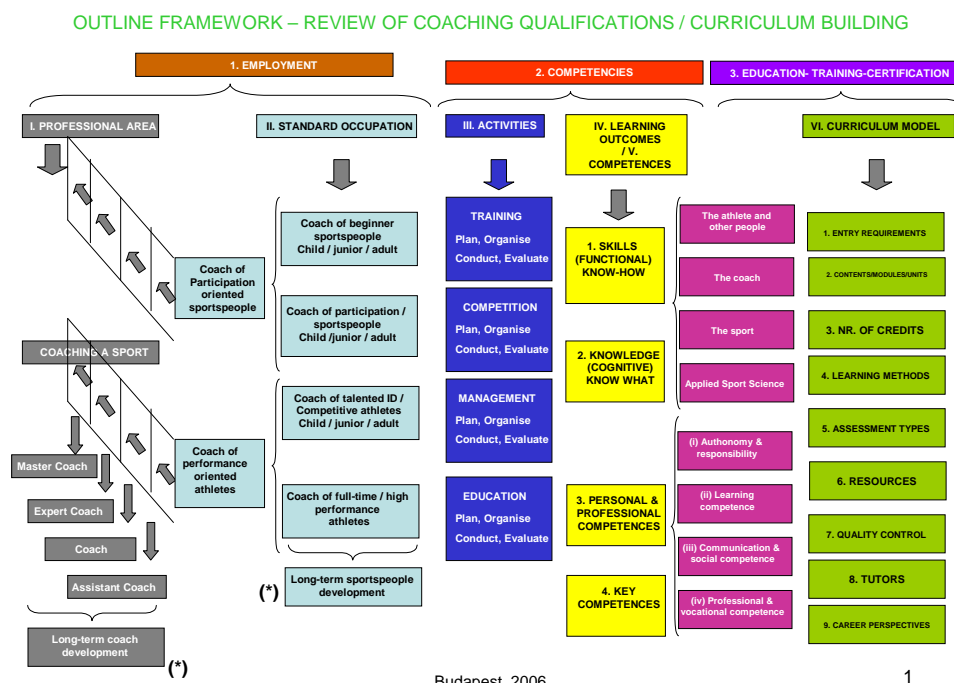 OUTLINE FRAMEWORK – REVIEW OF COACHING QUALIFICATIONS / CURRICULUM BUILDING
1. EMPLOYMENT
2. COMPETENCIES
3. EDUCATION- TRAINING-CERTIFICATION
I. PROFESSIONAL AREA
II. STANDARD OCCUPATION
III. ACTIVITIES
IV. LEARNING
OUTCOMES
/ V.
COMPETENCES
VI. CURRICULUM MODEL
COACHING A SPORT
Master Coach
Expert Coach
Coach
Assistant Coach
Long-term coach
development
(*)
Coach of
Participation
oriented
sportspeople
Coach of
performance
oriented
athletes
Coach of beginner
sportspeople
Child / junior / adult
Coach of participation /
sportspeople
Child /junior / adult
Coach of talented ID /
Competitive athletes
Child / junior / adult
Coach of full-time / high
performance
athletes
(*)
Long-term sportspeople
development
TRAINING
Plan, Organise
Conduct, Evaluate
COMPETITION
Plan, Organise
Conduct, Evaluate
MANAGEMENT
Plan, Organise
Conduct, Evaluate
EDUCATION
Plan, Organise
Conduct, Evaluate
1. SKILLS
(FUNCTIONAL)
KNOW-HOW
2. KNOWLEDGE
(COGNITIVE)
KNOW WHAT
3. PERSONAL &
PROFESSIONAL
COMPETENCES
4. KEY
COMPETENCES
The athlete and
other people
The coach
The sport
Applied Sport Science
(i) Authonomy &
responsibility
(ii) Learning
competence
(iii) Communication &
social competence
(iv) Professional &
vocational competence
1. ENTRY REQUIREMENTS
2. CONTENTS/MODULES/UNITS
3. NR. OF CREDITS
4. LEARNING METHODS
5. ASSESSMENT TYPES
6. RESOURCES
7. QUALITY CONTROL
8. TUTORS
9. CAREER PERSPECTIVES
Budapest, 2006
1